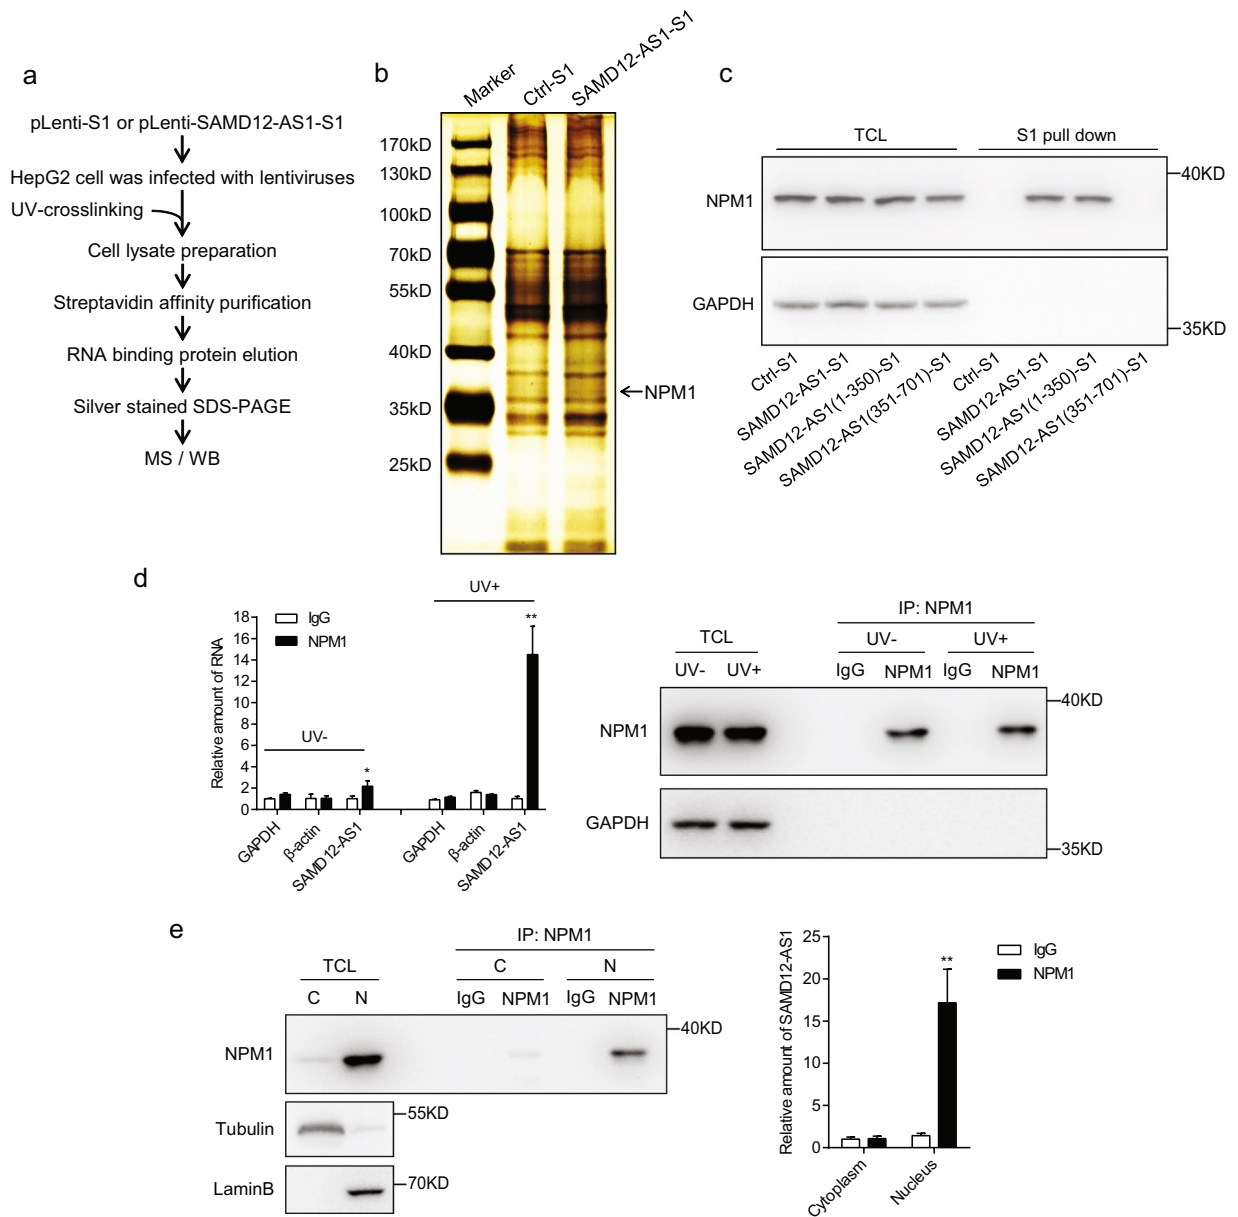 a
pLenti-S1 or pLenti-SAMD12-AS1-S1
HepG2 cell was infected with lentiviruses
UV-crosslinking
Cell lysate preparation
Streptavidin affinity purification
RNA binding protein elution
Silver stained SDS-PAGE
MS / WB
b
Marker
Ctrl-S1
SAMD12-AS1-S1
170kD
130kD
100kD
70kD
55kD
40kD
35kD
25kD
NPM1
c
TCL
S1 pull down
NPM1
40KD
GAPDH
35KD
Ctrl-S1
SAMD12-AS1-S1
SAMD12-AS1(1-350)-S1
SAMD12-AS1(351-701)-S1
Ctrl-S1
SAMD12-AS1-S1
SAMD12-AS1(1-350)-S1
SAMD12-AS1(351-701)-S1
d
Relative amount of RNA
18
16
14
12
10
8
6
4
2
0
IgG
NPM1
UV-
*
UV+
**
GAPDH
β-actin
SAMD12-AS1
GAPDH
β-actin
SAMD12-AS1
IP: NPM1
TCL
UV-
UV+
UV-
UV+
IgG
NPM1
IgG
NPM1
NPM1
40KD
GAPDH
35KD
e
IP: NPM1
TCL
C
N
C
N
IgG
NPM1
IgG
NPM1
NPM1
40KD
Tubulin
55KD
LaminB
70KD
Relative amount of SAMD12-AS1
25
20
15
10
5
0
**
IgG
NPM1
Cytoplasm
Nucleus